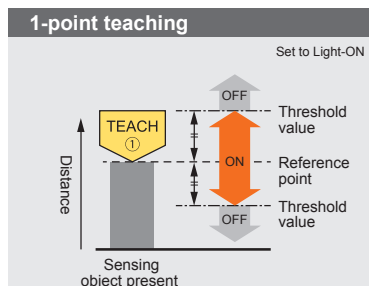 1-point teaching
Set to Light-ON
OFF
TEACH
①
Threshold
value
Distance
ON
Reference
point
Threshold
value
OFF
Sensing
object present